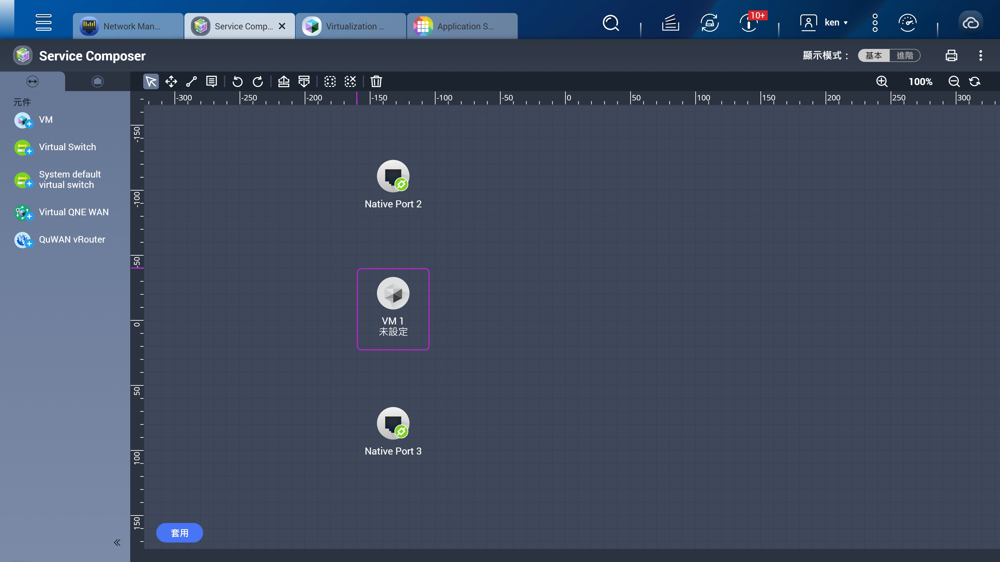 Network Man...
Service Comp...
Virtualization ...
Application S...
10+
ken
Service Composer
顯示模式：
基本
進階
100%
元件
VM
Virtual Switch
System default
virtual switch
Virtual QNE WAN
QuWAN vRouter
-300
-250
-200
-150
-100
-50
0
50
100
150
200
250
300
-150
-100
-50
0
50
100
150
Native Port 2
VM 1
未設定
Native Port 3
套用